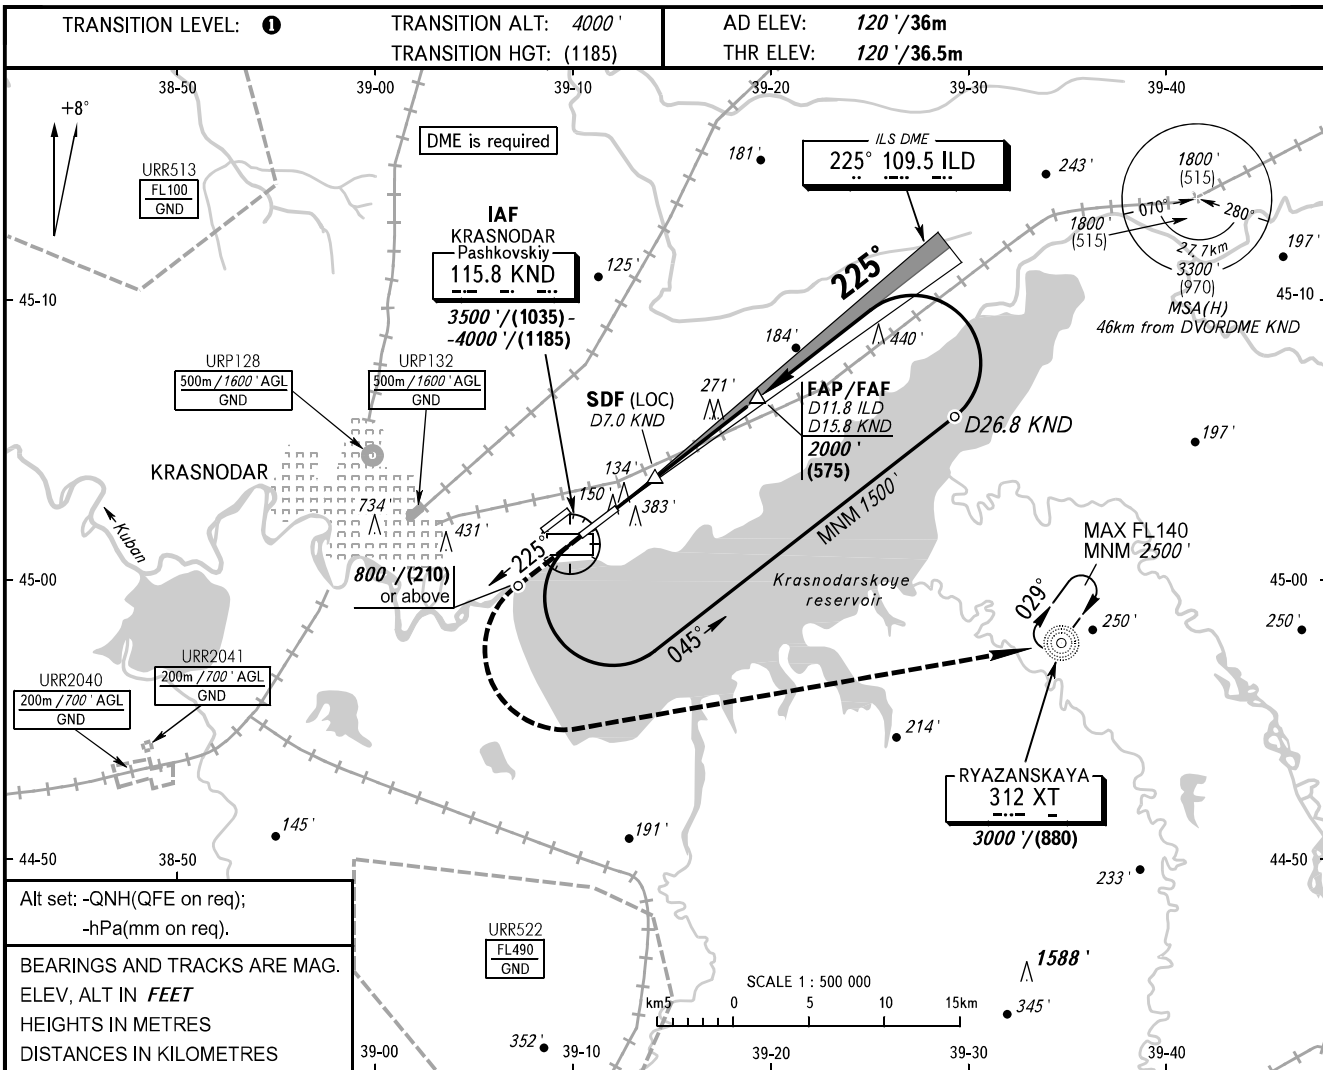 TRANSITION LEVEL: ❶
TRANSITION ALT: 4000'
TRANSITION HGT: (1185)
AD ELEV: 120'/36m
THR ELEV: 120'/36.5m
38-50
39-00
39-10
39-20
39-30
39-40
+8°
DME is required
181'
ILS DME
225° 109.5 ILD
243'
1800'
(515)
070°
280°
1800'
(515)
27.7km
3300'
(970)
MSA(H)
46km from DVORDME KND
197'
45-10
45-10
URR513
FL100
GND
IAF
KRASNODAR
Pashkovskiy
115.8 KND
3500'/(1035)-
-4000'/(1185)
125'
225°
184'
440'
URP128
500m/1600' AGL
GND
URP132
500m/1600' AGL
GND
SDF (LOC)
D7.0 KND
271'
FAP/FAF
D11.8 ILD
D15.8 KND
2000'
(575)
D26.8 KND
197'
KRASNODAR
134'
150'
383'
734'
431'
MNM 1500'
Kuban
225°
800'/(210)
or above
MAX FL140
MNM 2500'
45-00
45-00
Krasnodarskoye
reservoir
029°
250'
250'
045°
URR2041
200m/700' AGL
GND
URR2040
200m/700' AGL
GND
214'
RYAZANSKAYA
312 XT
3000'/(880)
145'
191'
44-50
38-50
44-50
233'
Alt set: -QNH(QFE on req);
-hPa(mm on req).
URR522
FL490
GND
BEARINGS AND TRACKS ARE MAG.
ELEV, ALT IN FEET
HEIGHTS IN METRES
DISTANCES IN KILOMETRES
1588'
SCALE 1 : 500 000
km5 0 5 10 15km
345'
352'
39-00
39-10
39-20
39-30
39-40